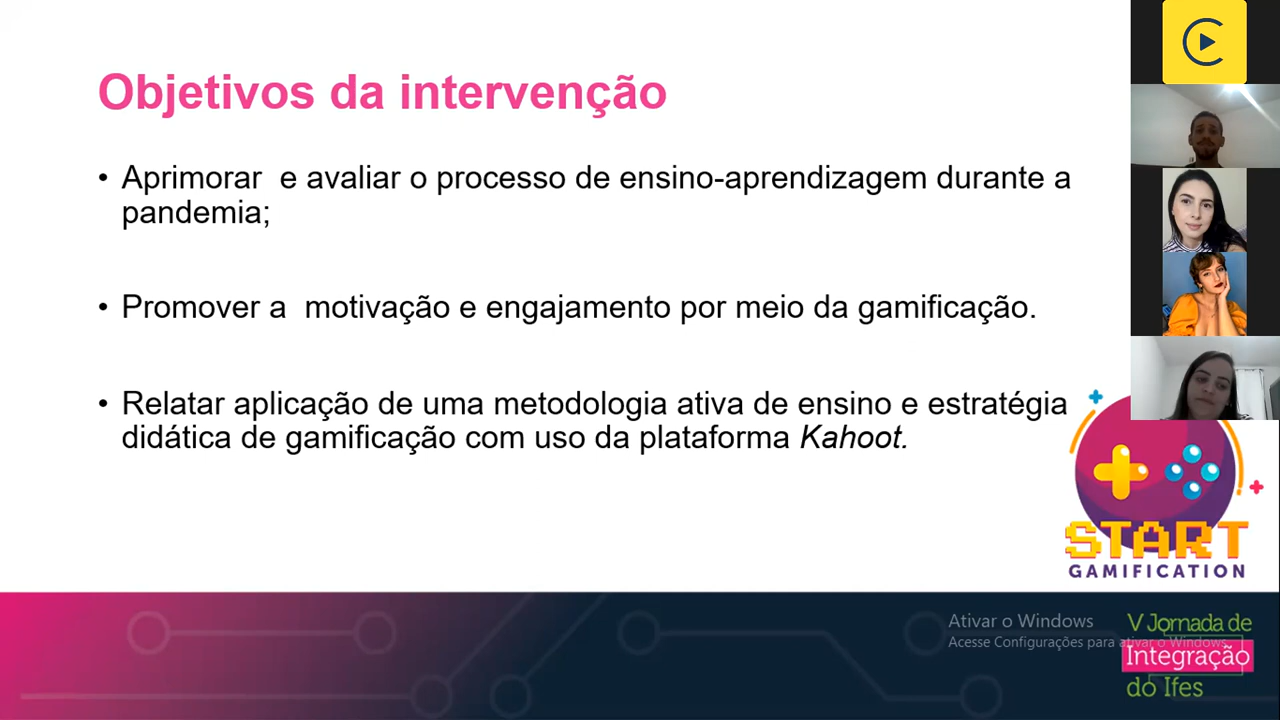 Objetivos da intervenção
• Aprimorar  e avaliar o processo de ensino-aprendizagem durante a
pandemia;
• Promover a  motivação e engajamento por meio da gamificação.
• Relatar aplicação de uma metodologia ativa de ensino e estratégia
didática de gamificação com uso da plataforma Kahoot.
START
GAMIFICATION
Ativar o Windows
Acesse Configurações para ativar o Windows.
V Jornada de
Integração
do Ifes